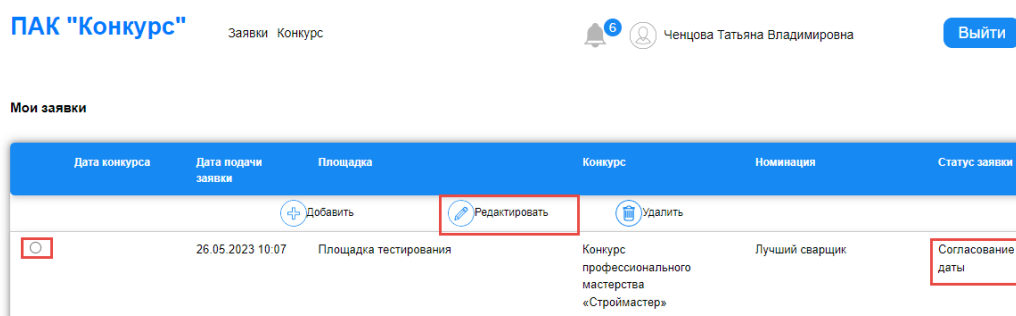 ПАК "Конкурс"
Заявки Конкурс
6
Ченцова Татьяна Владимировна
Выйти
Мои заявки
Дата конкурса
Дата подачи
заявки
Площадка
Конкурс
Номинация
Статус заявки
Добавить
Редактировать
Удалить
26.05.2023 10:07
Площадка тестирования
Конкурс
профессионального
мастерства
«Строймастер»
Лучший сварщик
Согласование
даты